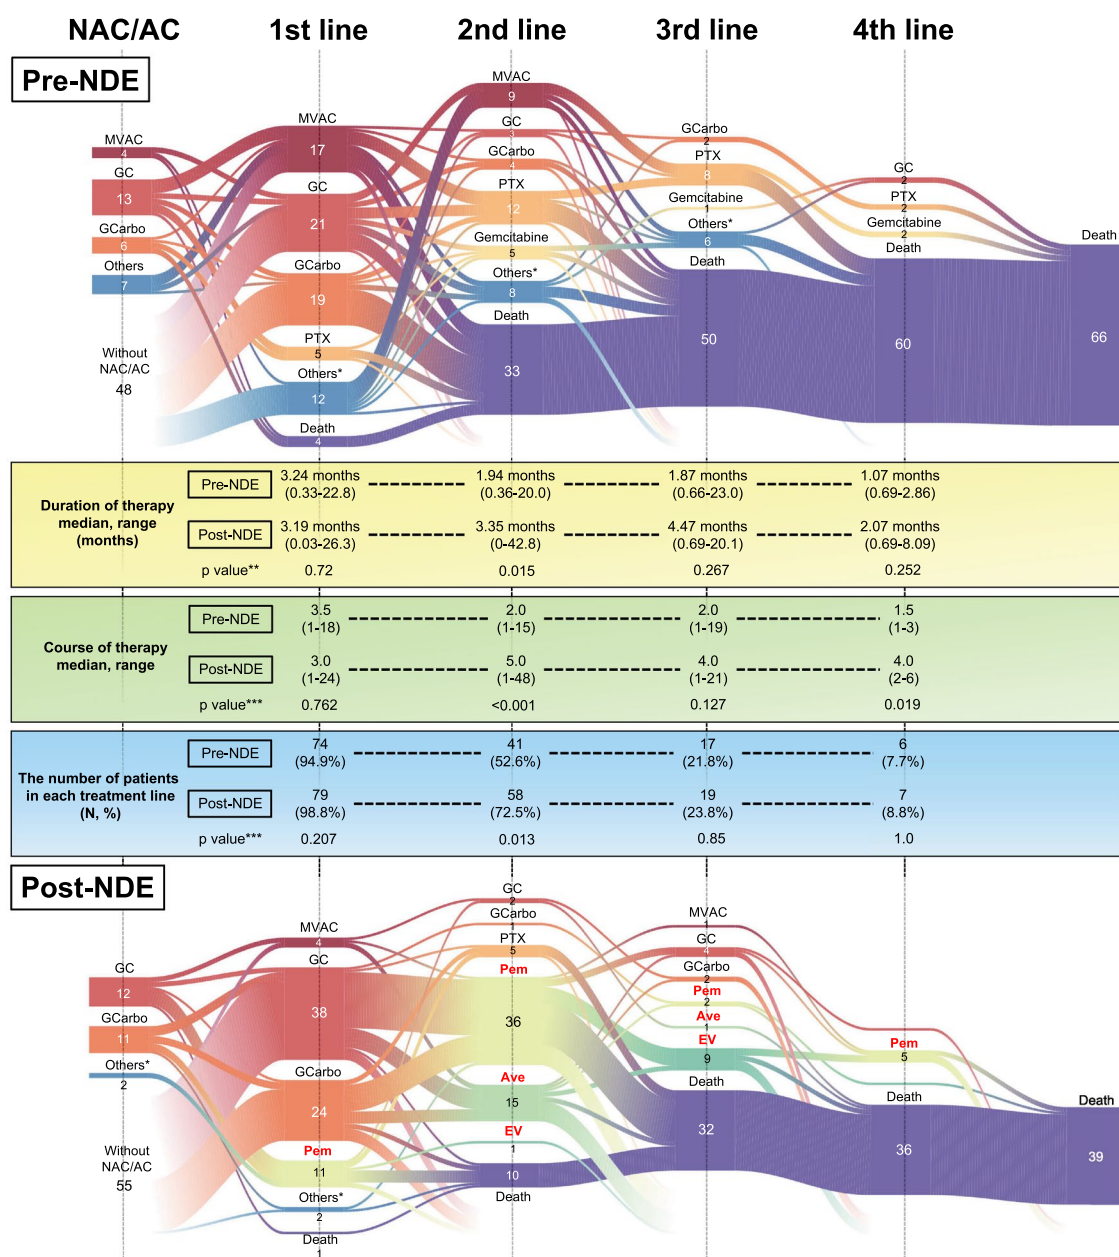 NAC/AC 1st line 2nd line 3rd line 4th line
Pre-NDE
MVAC
4
GC
13
GCarbo
6
Others
7
Without
NAC/AC
48
MVAC
17
GC
21
GCarbo
19
PTX
5
Others*
12
Death
4
MVAC
9
GC
3
GCarbo
4
PTX
12
Gemcitabine
5
Others*
8
Death
33
GCarbo
2
PTX
8
Gemcitabine
1
Others*
6
Death
50
GC
2
PTX
2
Gemcitabine
2
Death
60
Death
66
Duration of therapy
median, range
(months)
Pre-NDE
3.24 months 1.94 months 1.87 months 1.07 months
(0.33-22.8) (0.36-20.0) (0.66-23.0) (0.69-2.86)
Post-NDE
3.19 months 3.35 months 4.47 months 2.07 months
(0.03-26.3) (0-42.8) (0.69-20.1) (0.69-8.09)
p value** 0.72 0.015 0.267 0.252
Course of therapy
median, range
Pre-NDE
3.5 2.0 2.0 1.5
(1-18) (1-15) (1-19) (1-3)
Post-NDE
3.0 5.0 4.0 4.0
(1-24) (1-48) (1-21) (2-6)
p value*** 0.762 <0.001 0.127 0.019
The number of patients
in each treatment line
(N, %)
Pre-NDE
74 41 17 6
(94.9%) (52.6%) (21.8%) (7.7%)
Post-NDE
79 58 19 7
(98.8%) (72.5%) (23.8%) (8.8%)
p value*** 0.207 0.013 0.85 1.0
Post-NDE
GC
12
GCarbo
11
Others*
2
Without
NAC/AC
55
MVAC
4
GC
38
GCarbo
24
Pem
11
Others*
2
Death
1
GC
2
GCarbo
1
PTX
5
Pem
36
Ave
15
EV
1
10
Death
MVAC
1
GC
4
GCarbo
2
Pem
2
Ave
1
EV
9
Death
32
Pem
5
Death
36
Death
39